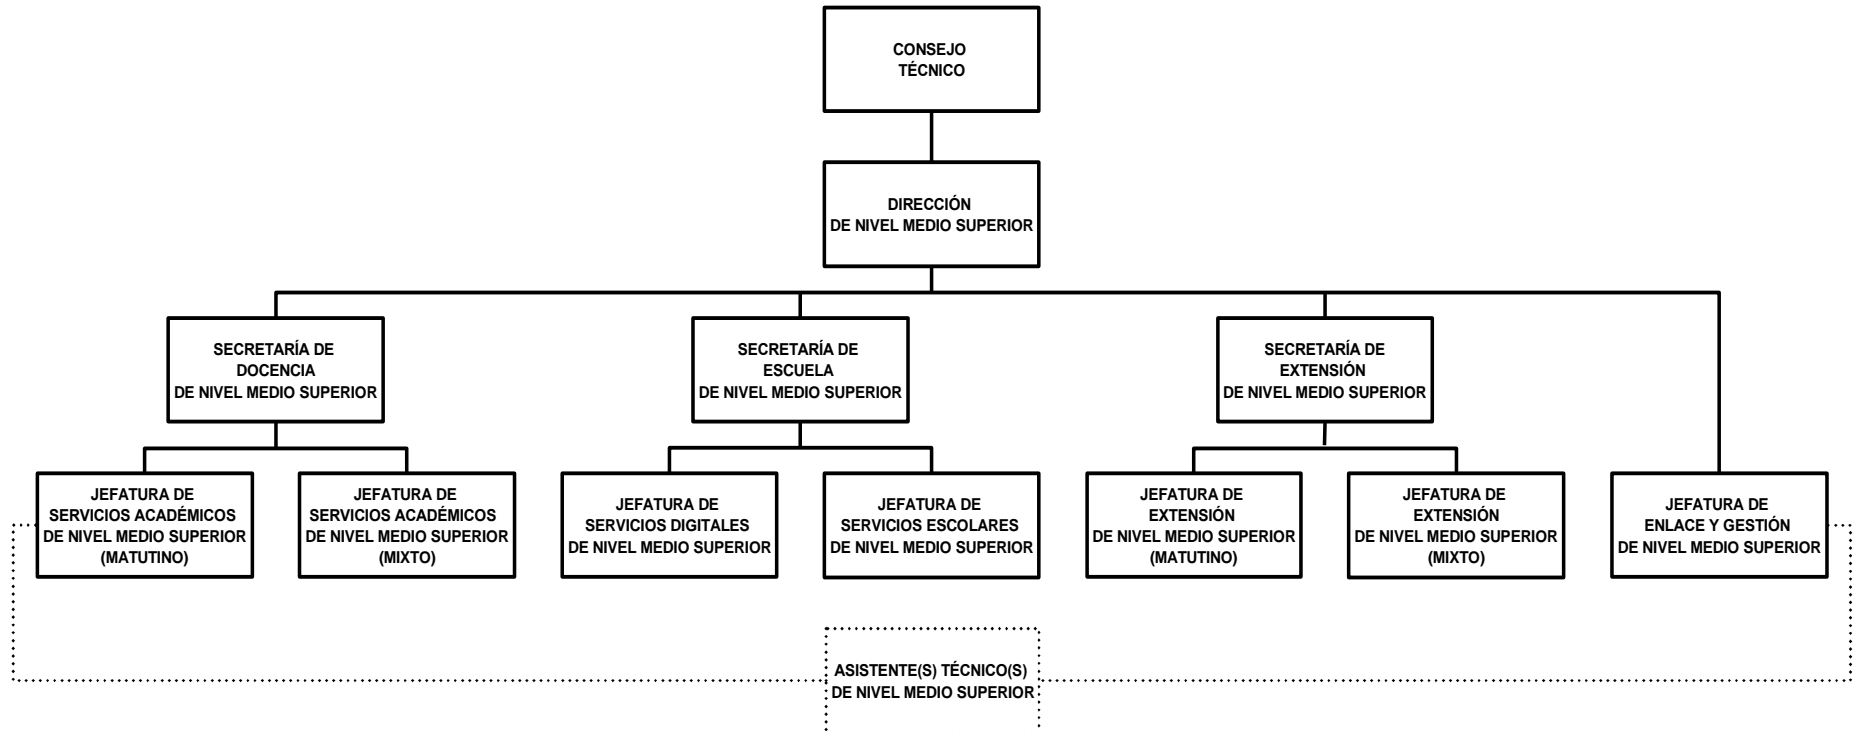 CONSEJO
TÉCNICO
DIRECCIÓN
DE NIVEL MEDIO SUPERIOR
SECRETARÍA DE
DOCENCIA
DE NIVEL MEDIO SUPERIOR
SECRETARÍA DE
ESCUELA
DE NIVEL MEDIO SUPERIOR
SECRETARÍA DE
EXTENSIÓN
DE NIVEL MEDIO SUPERIOR
JEFATURA DE
SERVICIOS ACADÉMICOS
DE NIVEL MEDIO SUPERIOR
(MATUTINO)
JEFATURA DE
SERVICIOS ACADÉMICOS
DE NIVEL MEDIO SUPERIOR
(MIXTO)
JEFATURA DE
SERVICIOS DIGITALES
DE NIVEL MEDIO SUPERIOR
JEFATURA DE
SERVICIOS ESCOLARES
DE NIVEL MEDIO SUPERIOR
JEFATURA DE
EXTENSIÓN
DE NIVEL MEDIO SUPERIOR
(MATUTINO)
JEFATURA DE
EXTENSIÓN
DE NIVEL MEDIO SUPERIOR
(MIXTO)
JEFATURA DE
ENLACE Y GESTIÓN
DE NIVEL MEDIO SUPERIOR
ASISTENTE(S) TÉCNICO(S)
DE NIVEL MEDIO SUPERIOR